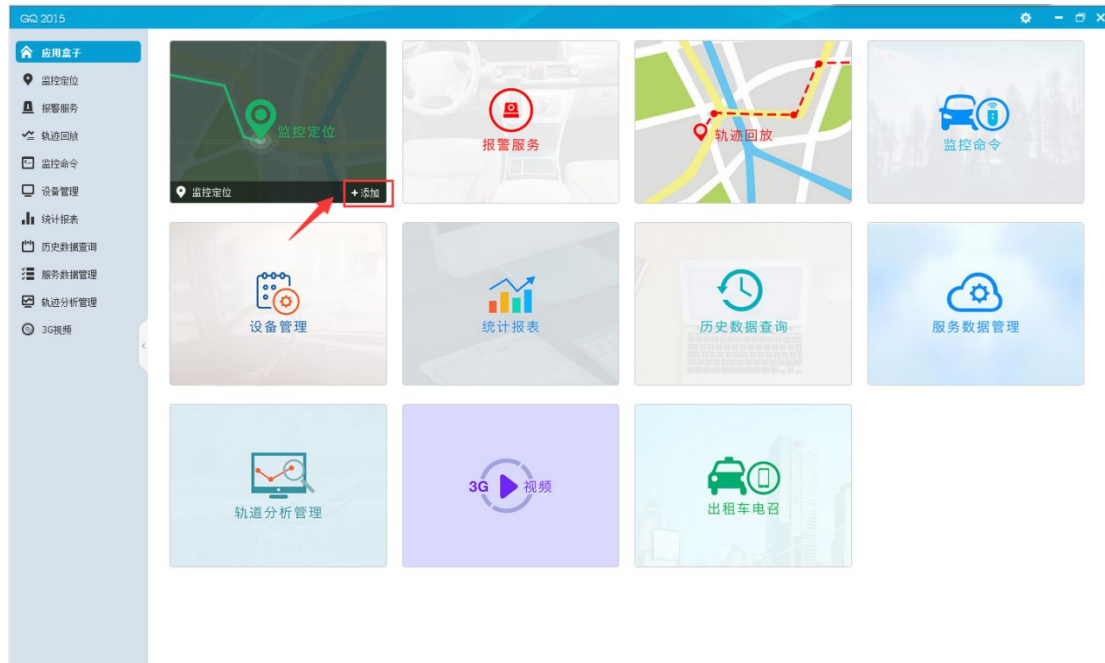 GQ 2015
应用盒子
监控定位
报警服务
轨迹回放
监控命令
设备管理
统计报表
历史数据查询
服务数据管理
轨迹分析管理
3G视频
监控定位
监控定位
+添加
报警服务
轨迹回放
监控命令
设备管理
统计报表
历史数据查询
服务数据管理
轨道分析管理
3G 视频
出租车电召